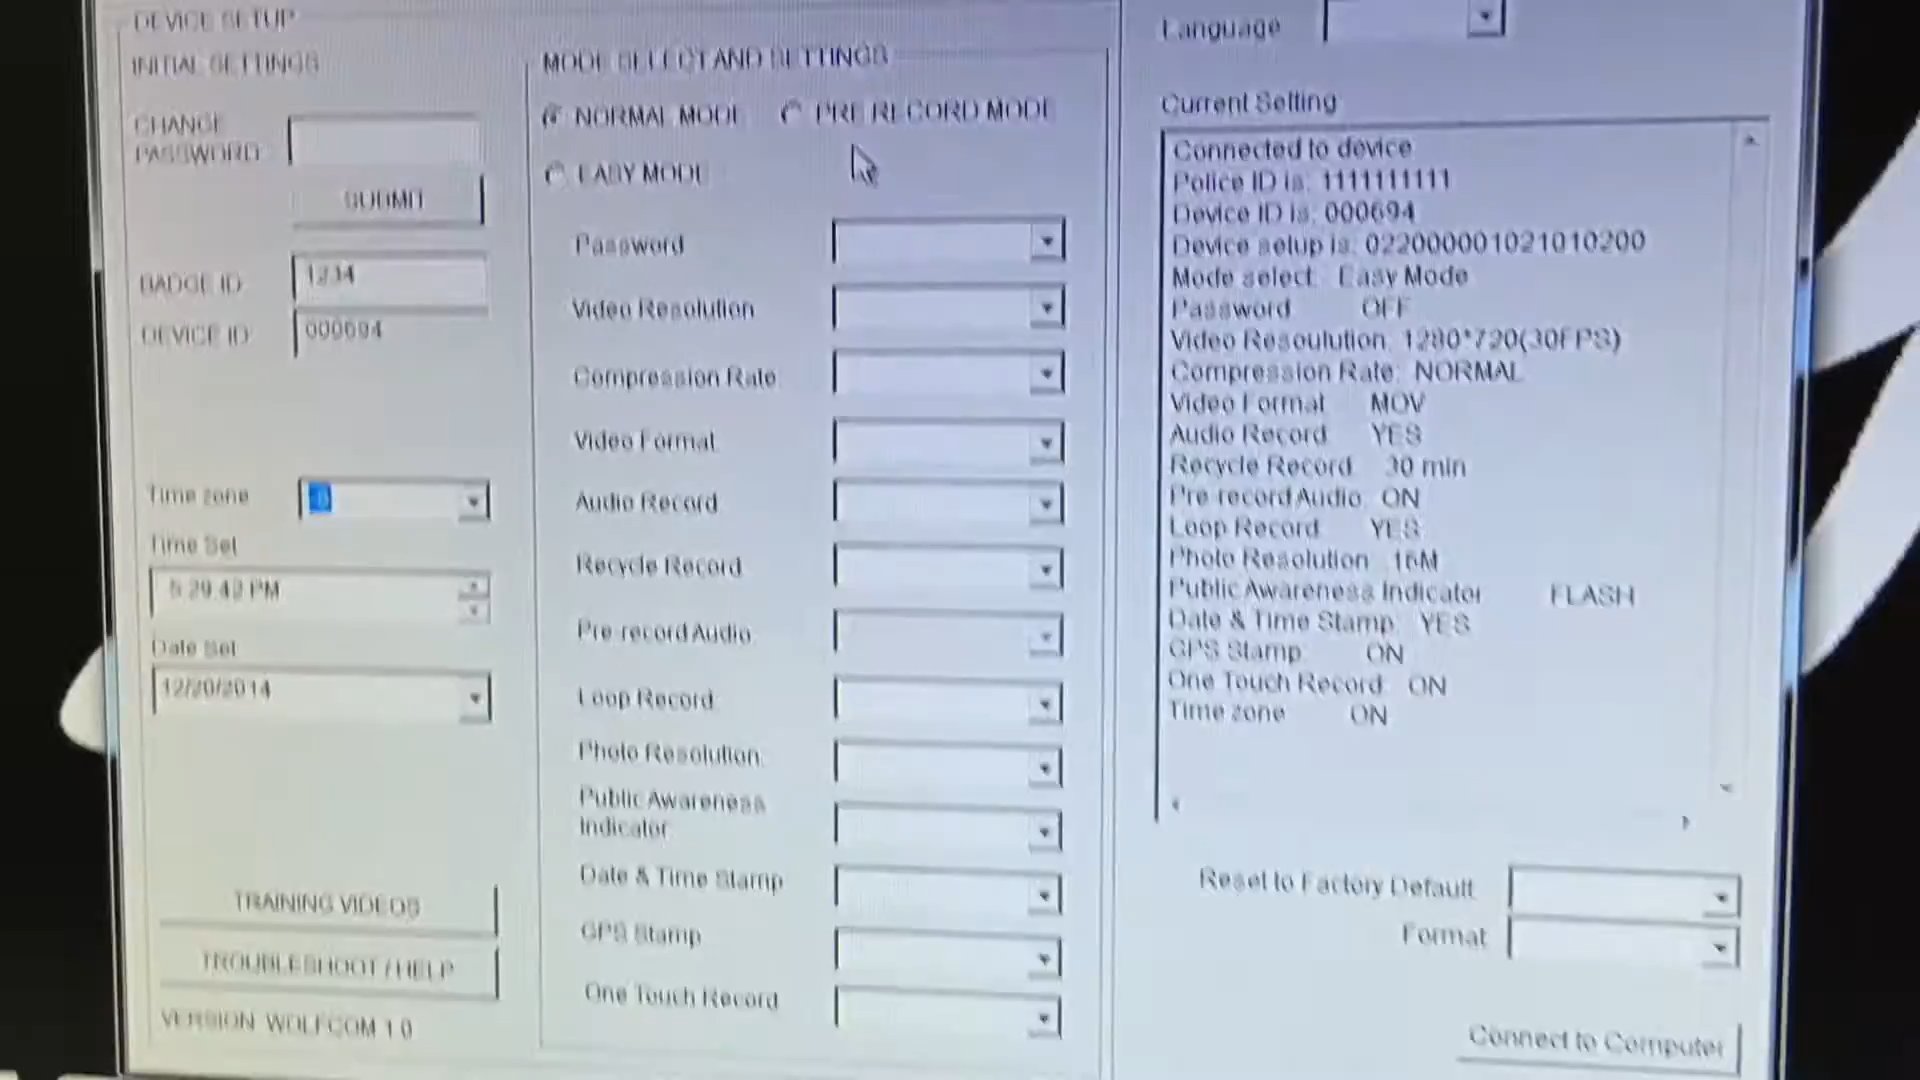 DEVICE SETUP
INITIAL SETTINGS
CHANGE
PASSWORD
SUBMIT
BADGE ID
1234
DEVICE ID
000694
Time zone
Time Set
5:29:42 PM
Date Set
12/20/2014
TRAINING VIDEOS
TROUBLESHOOT / HELP
VERSION WOLFCOM 1.0
MODE SELECT AND SETTINGS
NORMAL MODE
PRE RECORD MODE
EASY MODE
Password
Video Resolution
Compression Rate
Video Format
Audio Record
Recycle Record
Pre-record Audio
Loop Record
Photo Resolution
Public Awareness
Indicator
Date & Time Stamp
GPS Stamp
One Touch Record
Language
Current Setting
Connected to device
Police ID is: 1111111111
Device ID is: 000694
Device setup is: 022000001021010200
Mode select: Easy Mode
Password OFF
Video Resoulution: 1280*720(30FPS)
Compression Rate: NORMAL
Video Format MOV
Audio Record YES
Recycle Record 30 min
Pre-record Audio ON
Loop Record YES
Photo Resolution 16M
Public Awareness Indicator FLASH
Date & Time Stamp YES
GPS Stamp ON
One Touch Record ON
Time zone ON
Reset to Factory Default
Format
Connect to Computer